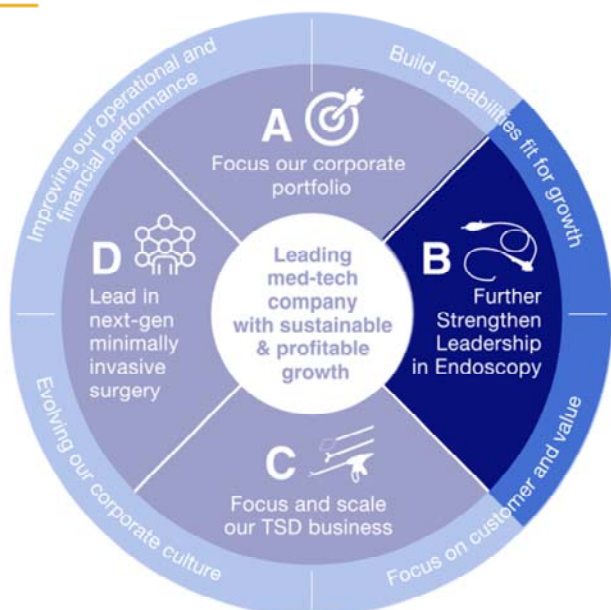 Improving our operational and
financial performance
Build capabilities fit for growth
A
Focus our corporate
portfolio
B
Further
Strengthen
Leadership
in Endoscopy
C
Focus and scale
our TSD business
D
Lead in
next-gen
minimally
invasive
surgery
Leading
med-tech
company
with sustainable
& profitable
growth
Focus on customer and value
Evolving our corporate culture